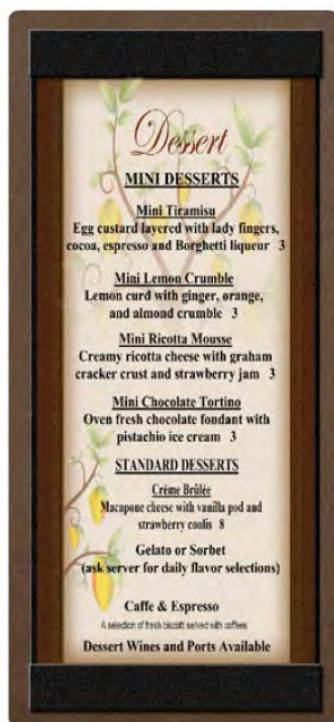 Dessert
MINI DESSERTS
Mini Tiramisu
Egg custard layered with lady fingers,
cocoa, espresso and Borghetti liqueur 3
Mini Lemon Crumble
Lemon curd with ginger, orange,
and almond crumble 3
Mini Ricotta Mousse
Creamy ricotta cheese with graham
cracker crust and strawberry jam 3
Mini Chocolate Tortino
Oven fresh chocolate fondant with
pistachio ice cream 3
STANDARD DESSERTS
Crème Brûlée
Macapone cheese with vanilla pod and
strawberry coulis 8
Gelato or Sorbet
(ask server for daily flavor selections)
Caffe & Espresso
A selection of fresh biscotti served with coffees
Dessert Wines and Ports Available